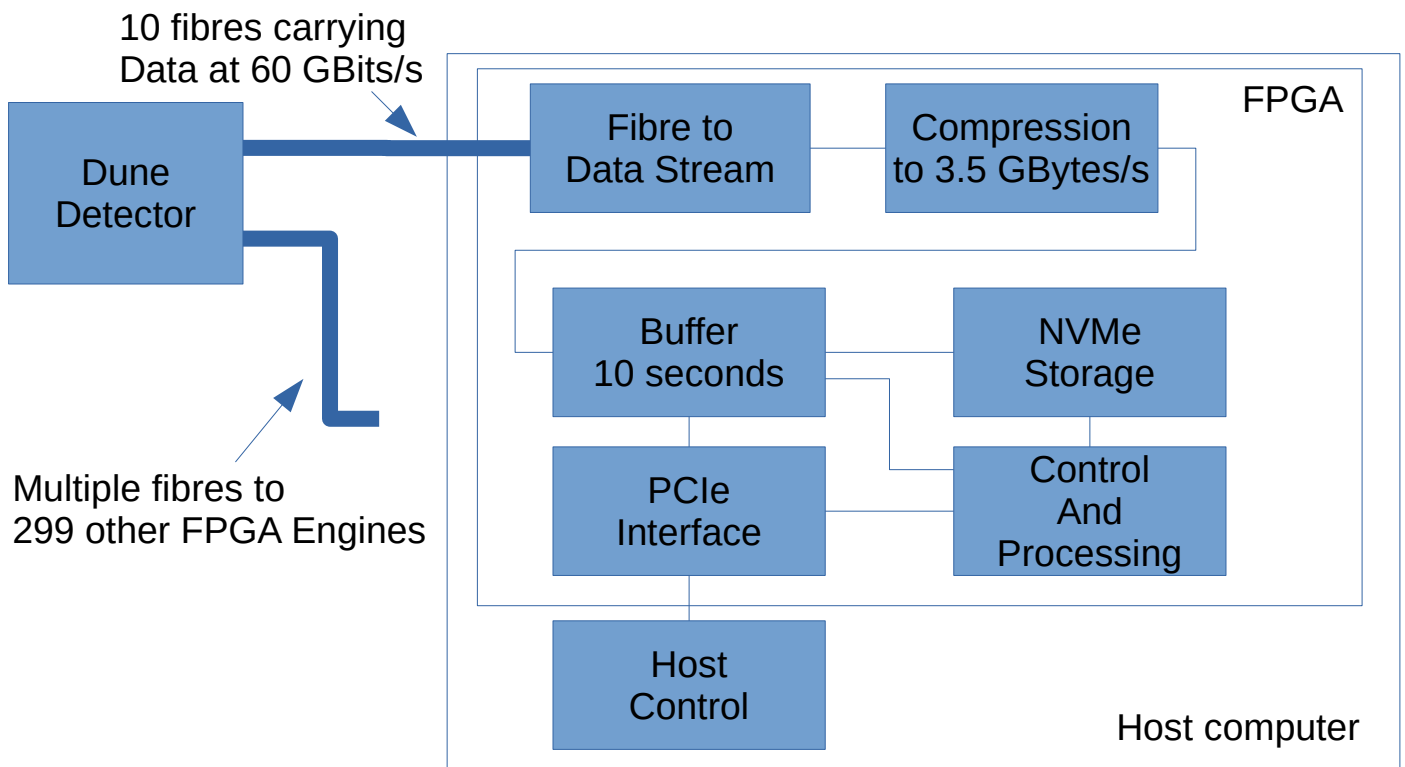 10 fibres carrying
Data at 60 GBits/s
FPGA
Dune
Detector
Fibre to
Data Stream
Compression
to 3.5 GBytes/s
Buffer
10 seconds
NVMe
Storage
Multiple fibres to
299 other FPGA Engines
PCIe
Interface
Control
And
Processing
Host
Control
Host computer